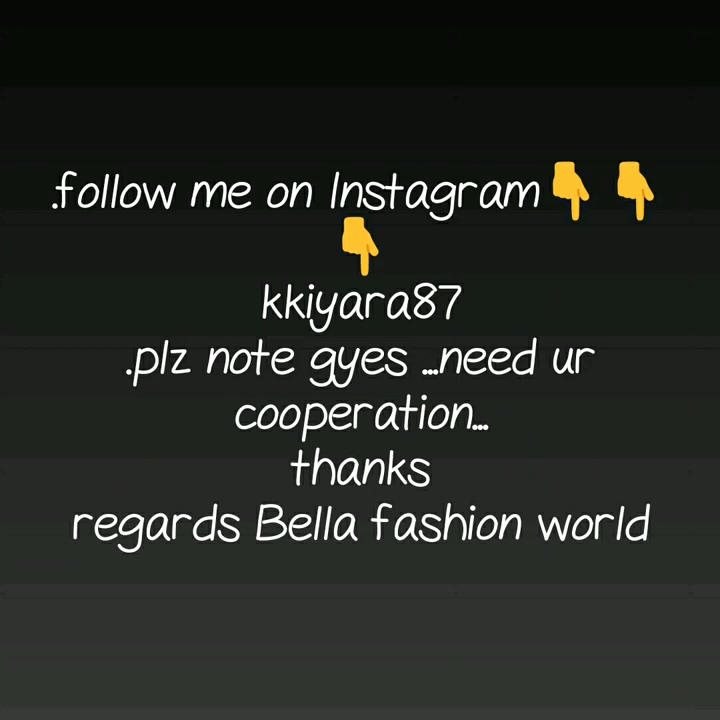 .follow me on Instagram👇 👇
👇
kkiyara87
.plz note gyes ...need ur
cooperation...
thanks
regards Bella fashion world